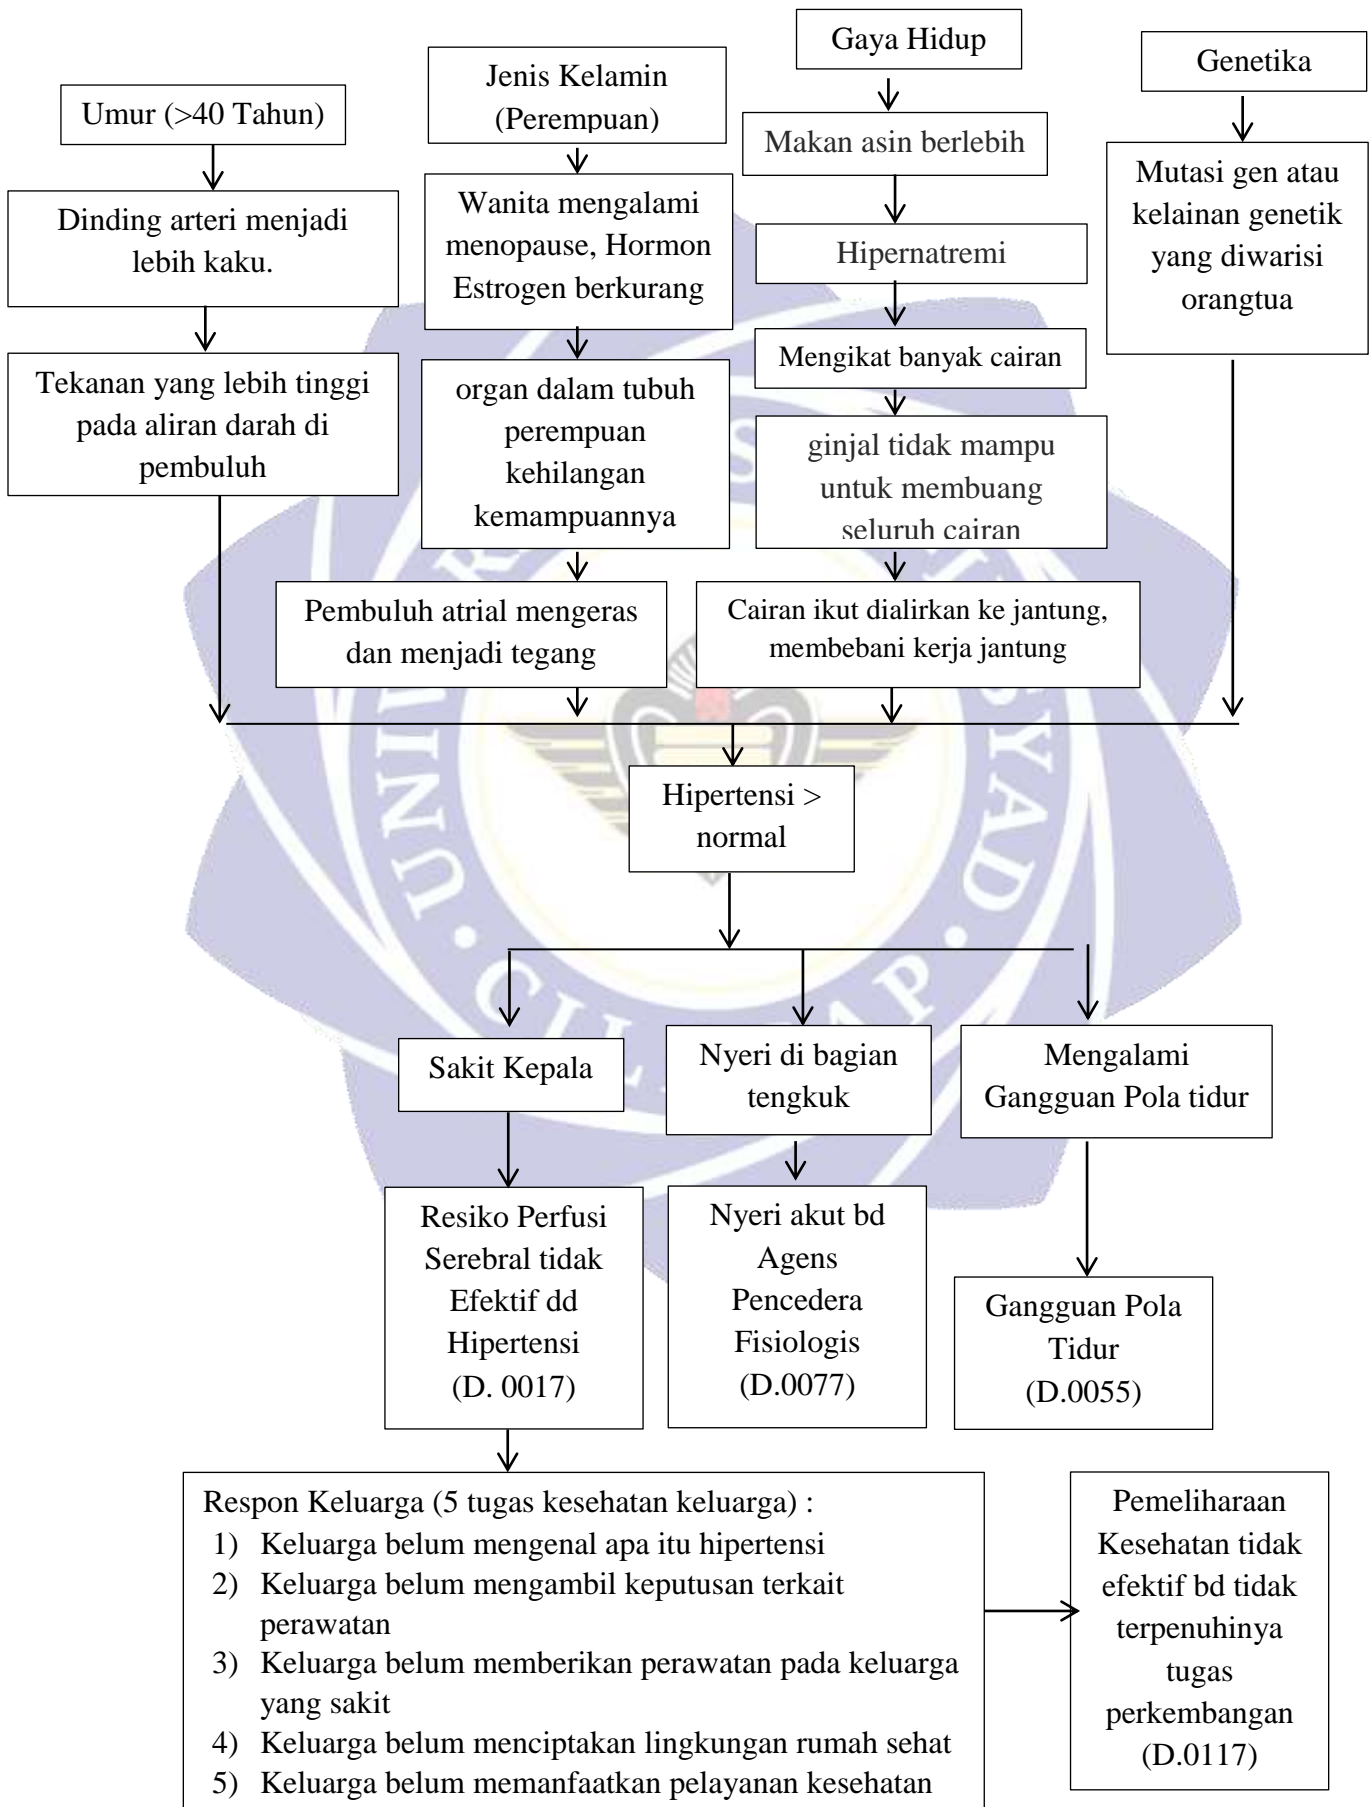 Gaya Hidup
Genetika
Jenis Kelamin
(Perempuan)
Umur (>40 Tahun)
Makan asin berlebih
Mutasi gen atau
kelainan genetik
yang diwarisi
orangtua
Wanita mengalami
menopause, Hormon
Estrogen berkurang
Dinding arteri menjadi
lebih kaku.
Hipernatremi
Mengikat banyak cairan
Tekanan yang lebih tinggi
pada aliran darah di
pembuluh
organ dalam tubuh
perempuan
kehilangan
kemampuannya
ginjal tidak mampu
untuk membuang
seluruh cairan
Pembuluh atrial mengeras
dan menjadi tegang
Cairan ikut dialirkan ke jantung,
membebani kerja jantung
Hipertensi >
normal
Sakit Kepala
Nyeri di bagian
tengkuk
Mengalami
Gangguan Pola tidur
Resiko Perfusi
Serebral tidak
Efektif dd
Hipertensi
(D. 0017)
Nyeri akut bd
Agens
Pencedera
Fisiologis
(D.0077)
Gangguan Pola
Tidur
(D.0055)
Respon Keluarga (5 tugas kesehatan keluarga) :
1) Keluarga belum mengenal apa itu hipertensi
2) Keluarga belum mengambil keputusan terkait
perawatan
3) Keluarga belum memberikan perawatan pada keluarga
yang sakit
4) Keluarga belum menciptakan lingkungan rumah sehat
5) Keluarga belum memanfaatkan pelayanan kesehatan
Pemeliharaan
Kesehatan tidak
efektif bd tidak
terpenuhinya
tugas
perkembangan
(D.0117)